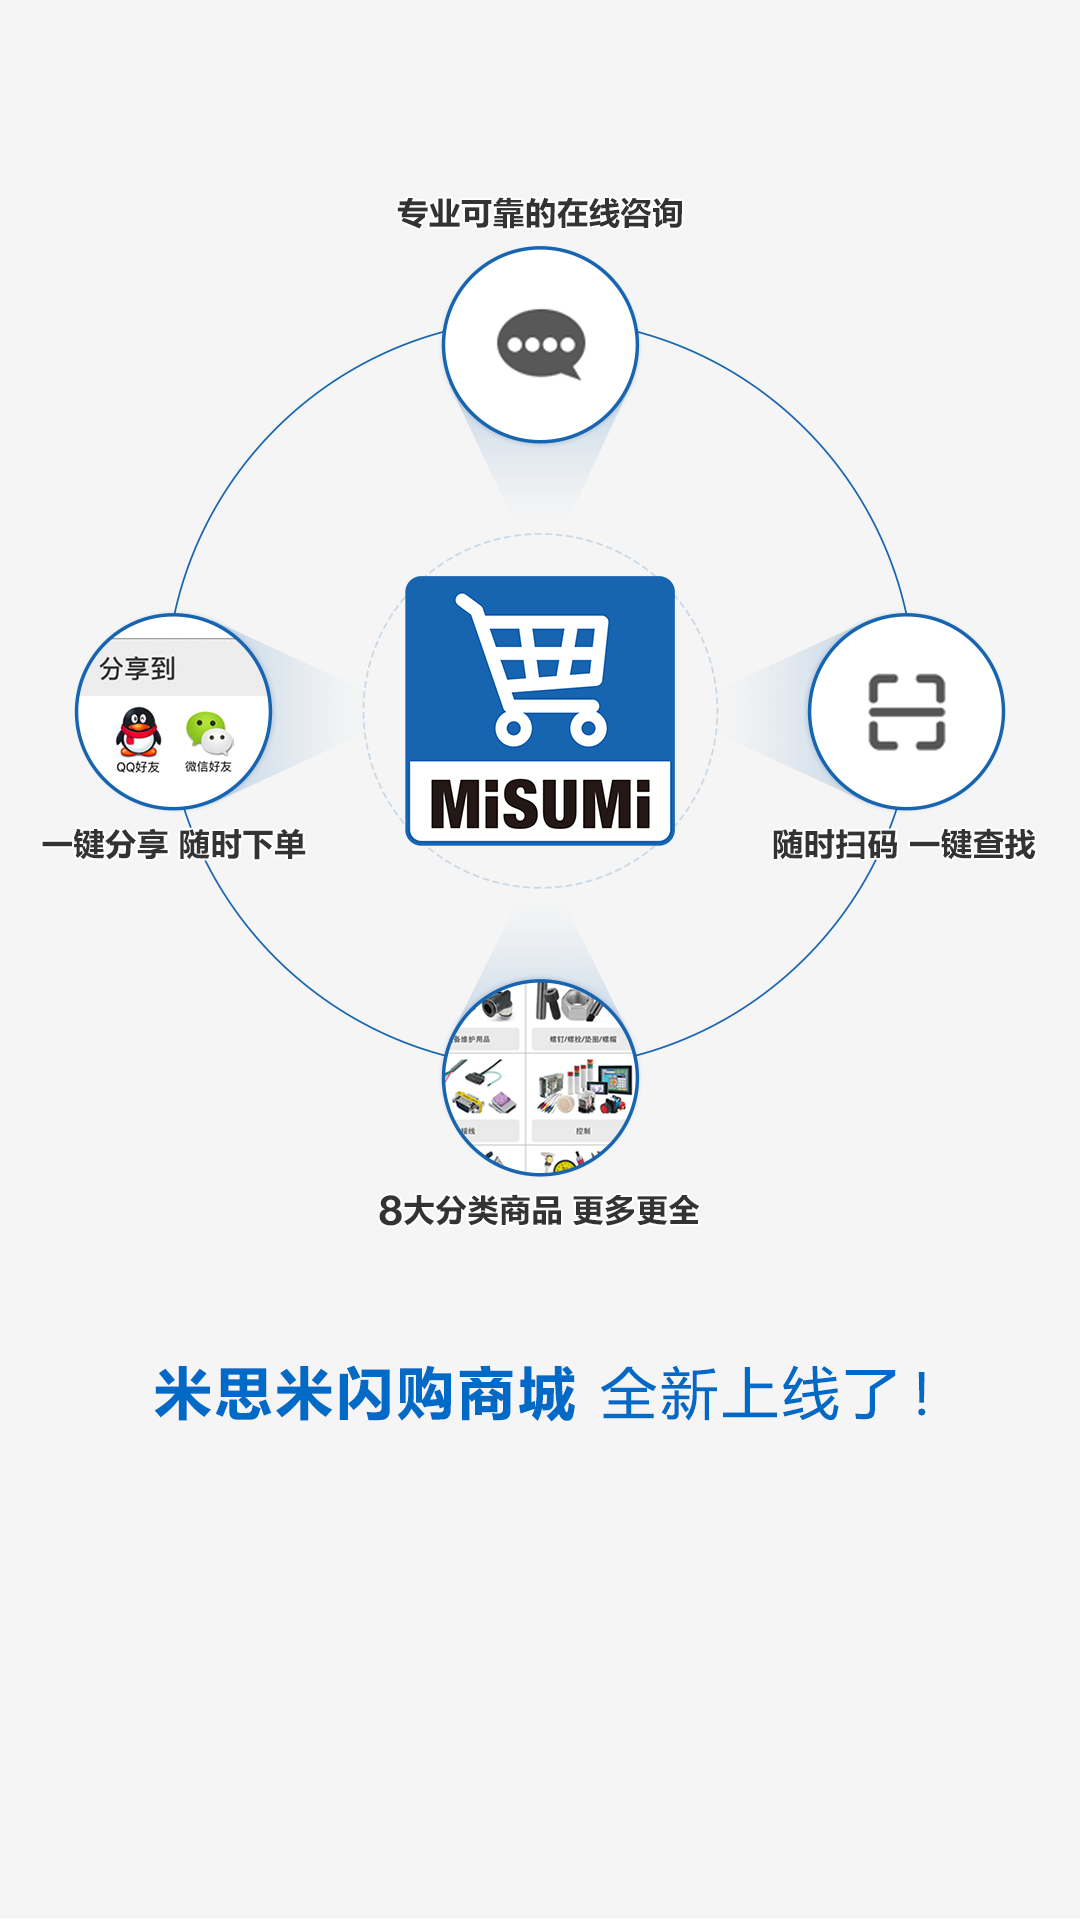 专业可靠的在线咨询
分享到
QQ好友 微信好友
MiSUMi
一键分享 随时下单
随时扫码 一键查找
备维护用品 螺钉/螺栓/垫圈/螺帽
接线 控制
8大分类商品 更多更全
米思米闪购商城 全新上线了！